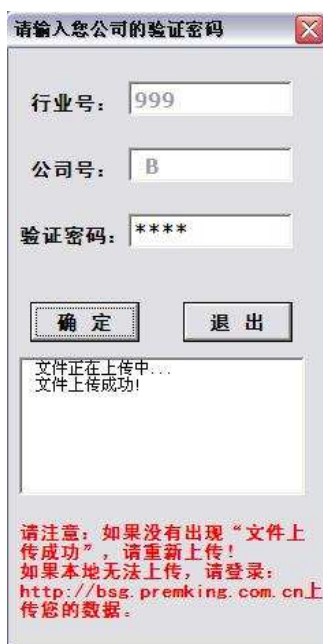 请输入您公司的验证密码
行业号： 999
公司号： B
验证密码： ****
确 定 退 出
文件正在上传中...
文件上传成功!
请注意：如果没有出现“文件上
传成功”，请重新上传！
如果本地无法上传，请登录：
http://bsg.premking.com.cn上
传您的数据。